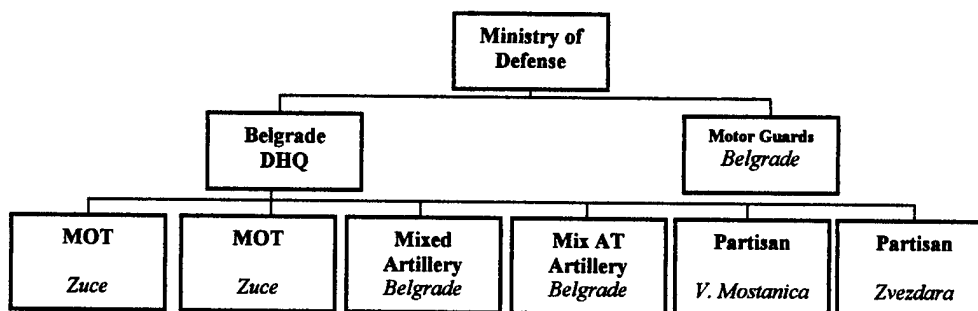 Ministry of
Defense
Belgrade
DHQ
Motor Guards
Belgrade
MOT
Zuce
MOT
Zuce
Mixed
Artillery
Belgrade
Mix AT
Artillery
Belgrade
Partisan
V. Mostanica
Partisan
Zvezdara